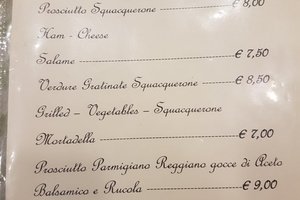 Prosciutto Squacquerone ---------------- € 8,00
Ham - Cheese
Salame ------------------------------------ € 7,50
Verdure Gratinate Squacquerone -------- € 8,50
Grilled – Vegetables – Squacquerone
Mortadella ------------------------------- € 7,00
Prosciutto Parmigiano Reggiano gocce di Aceto
Balsamico e Rucola ---------------------- € 9,00